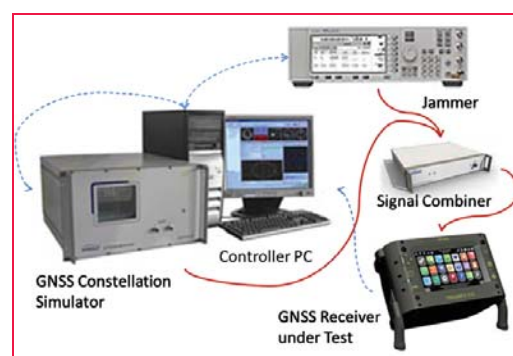 Jammer
Signal Combiner
Controller PC
GNSS Constellation
Simulator
GNSS Receiver
under Test